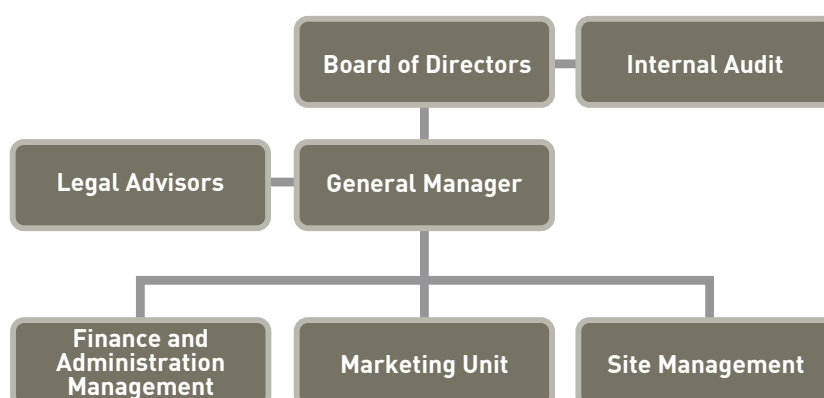 Board of Directors
Internal Audit
Legal Advisors
General Manager
Finance and
Administration
Management
Marketing Unit
Site Management